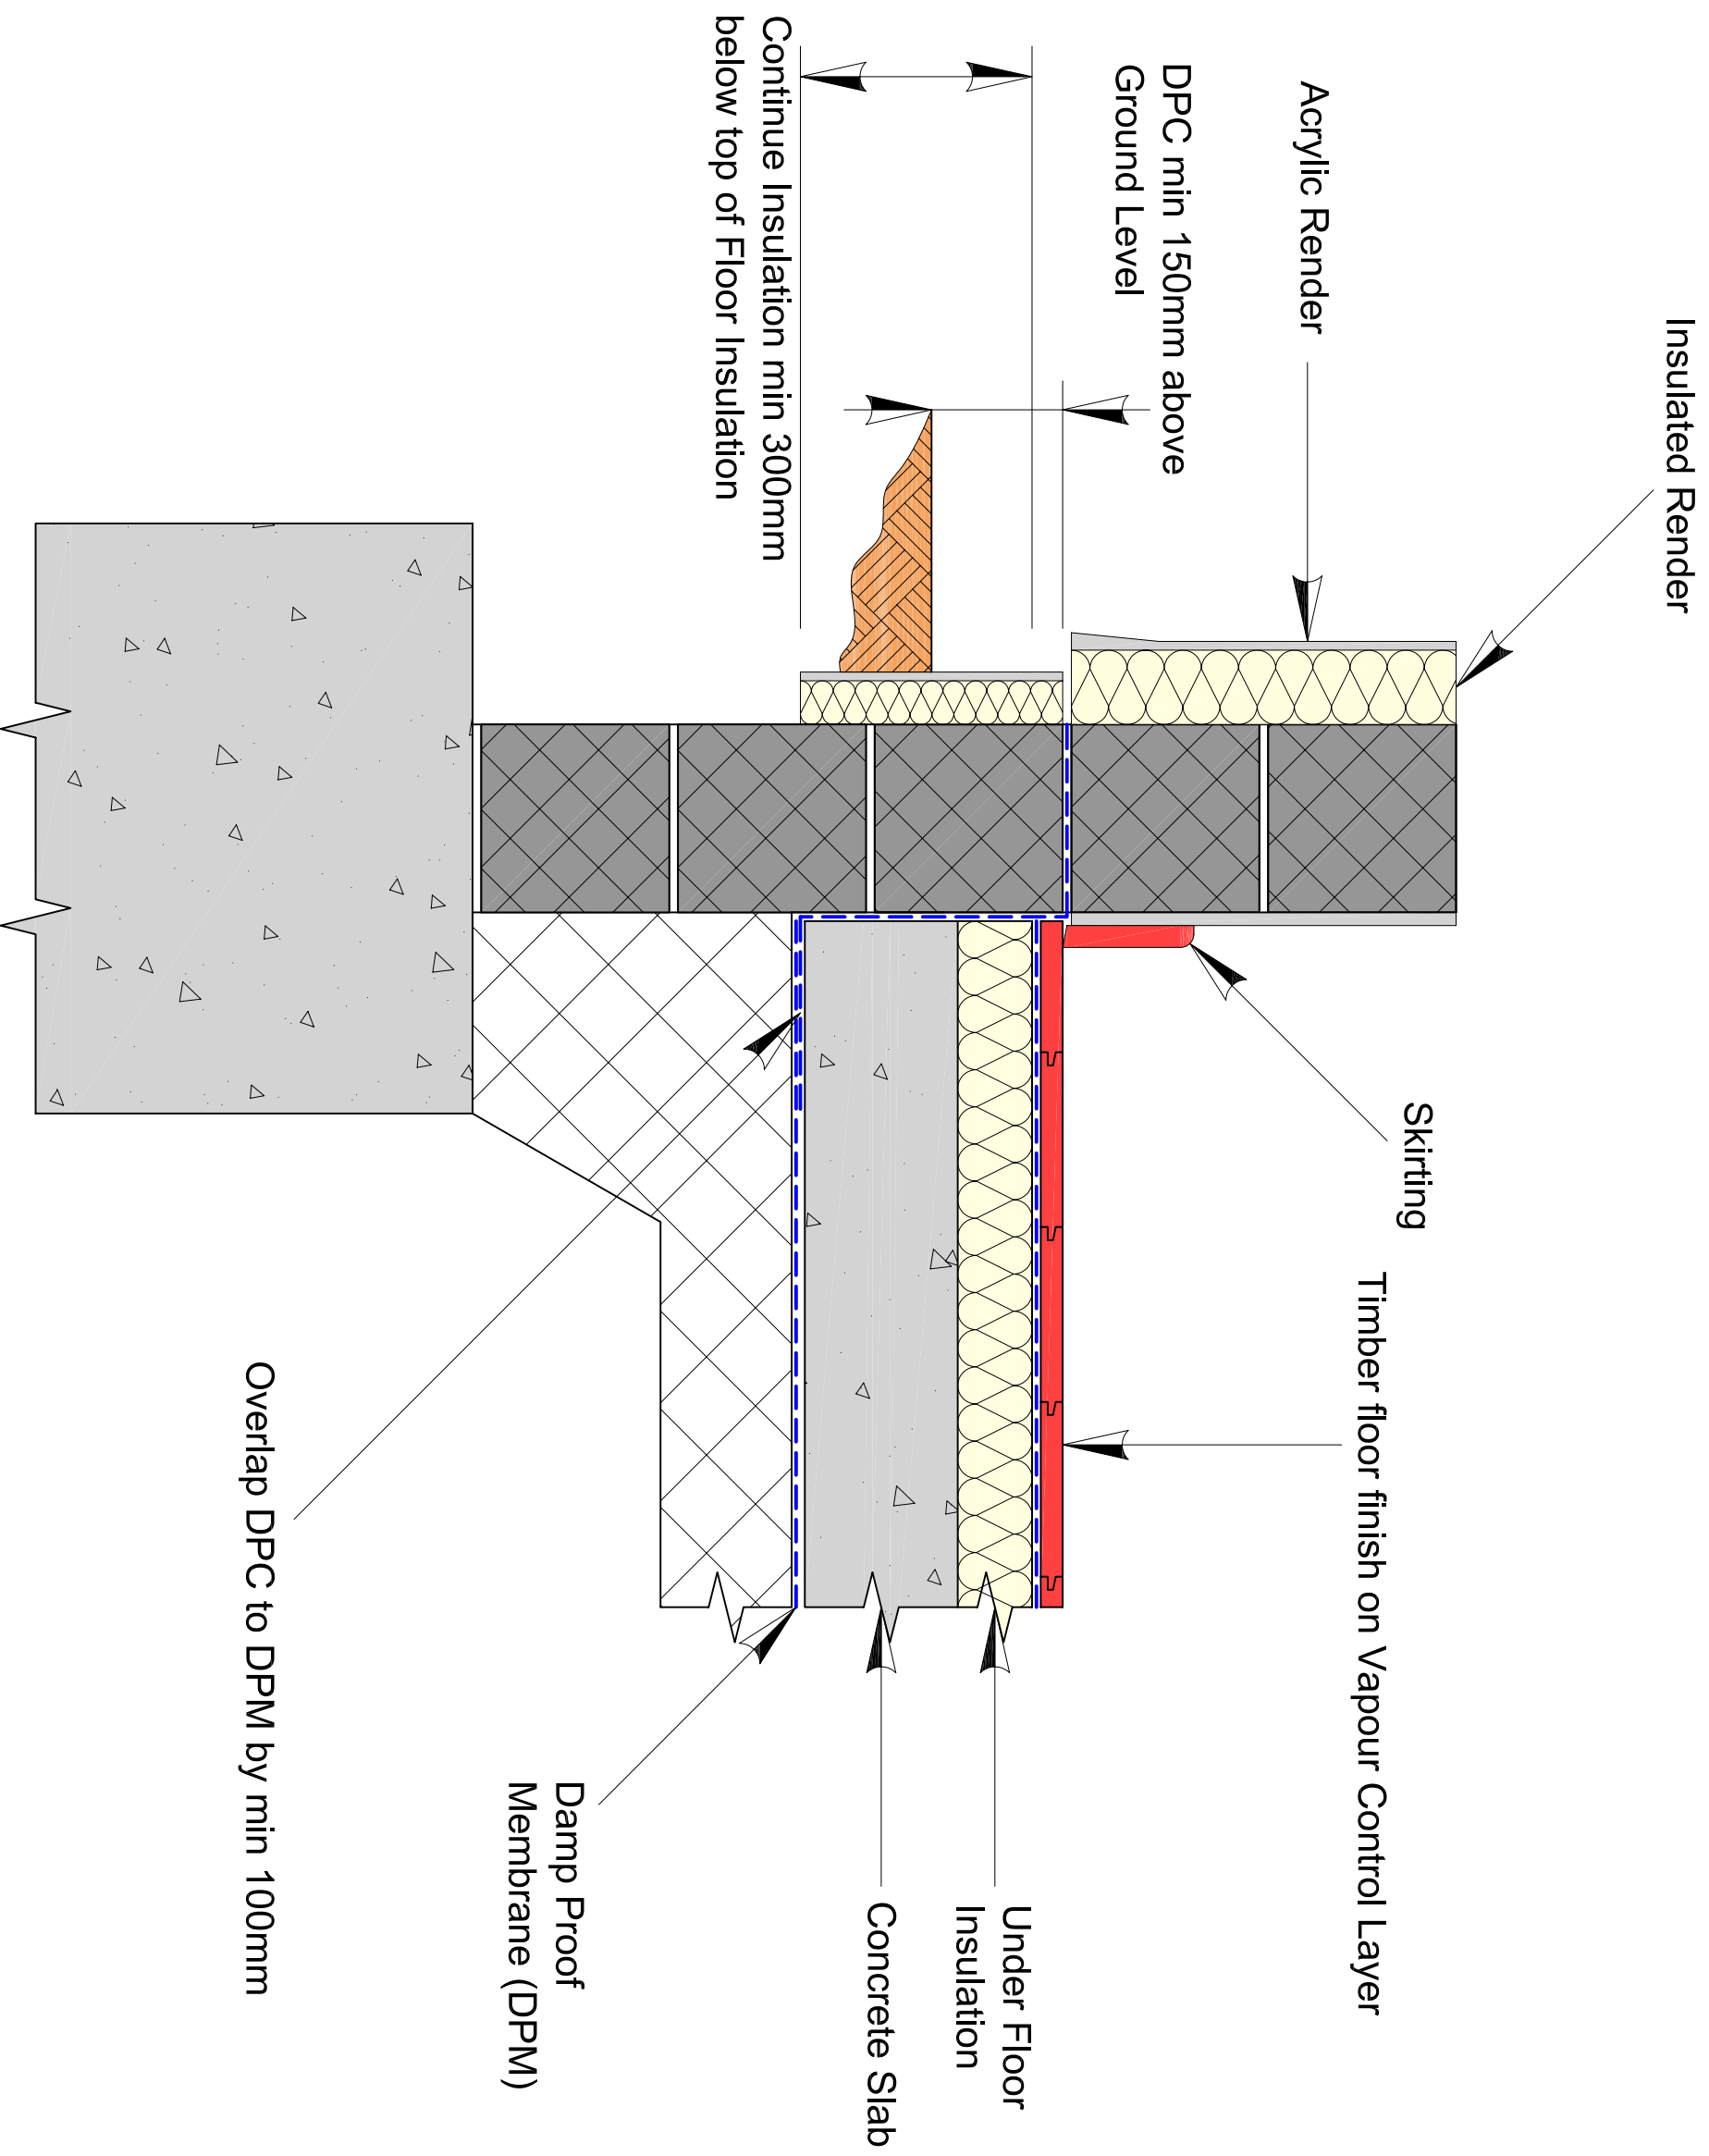 Insulated Render
Acrylic Render
DPC min 150mm above
Ground Level
Continue Insulation min 300mm
below top of Floor Insulation
Skirting
Timber floor finish on Vapour Control Layer
Under Floor
Insulation
Concrete Slab
Damp Proof
Membrane (DPM)
Overlap DPC to DPM by min 100mm